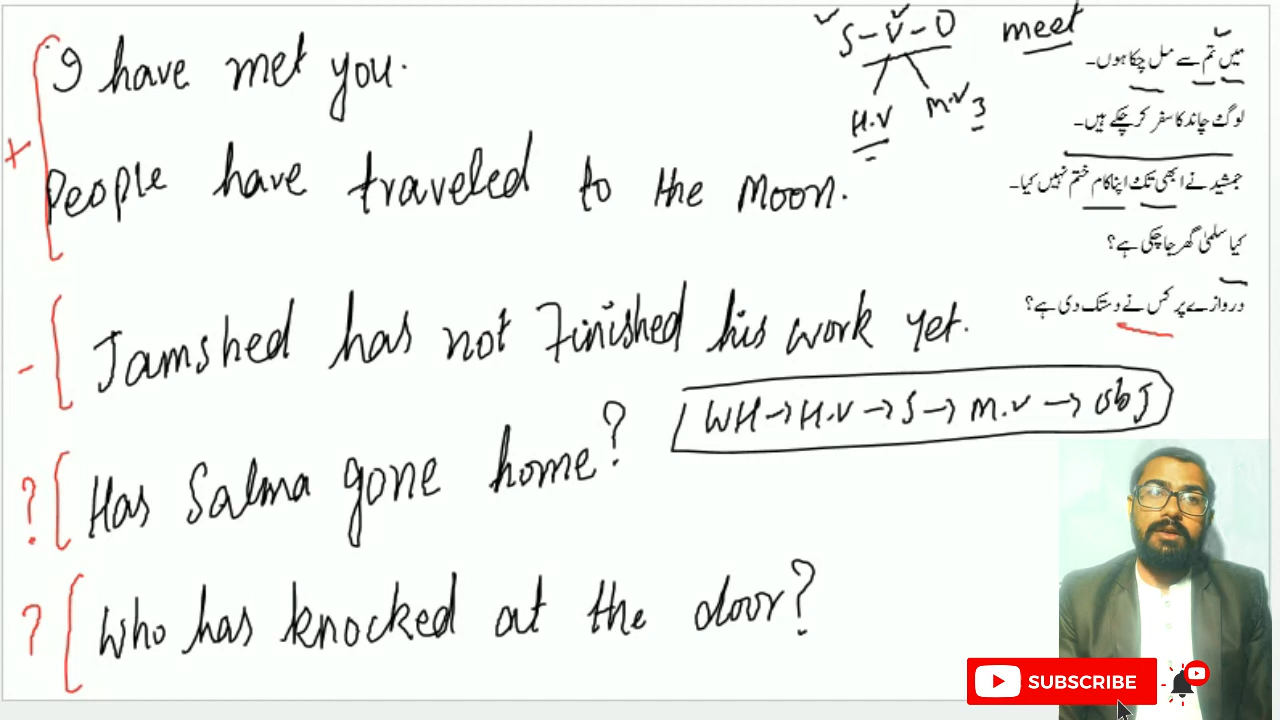 I have met you.
People have traveled to the Moon.
Jamshed has not Finished his work yet.
Has Salma gone home?
Who has knocked at the door?
S-V-O
meet
H.V
M.V 3
WH→H.V→S→M.V→obj
میں تم سے مل چکا ہوں۔
لوگ چاند کا سفر کر چکے ہیں۔
جمشید نے ابھی تک اپنا کام ختم نہیں کیا۔
کیا سلمیٰ گھر جا چکی ہے؟
دروازے پر کس نے دستک دی ہے؟
+
-
?
?
SUBSCRIBE